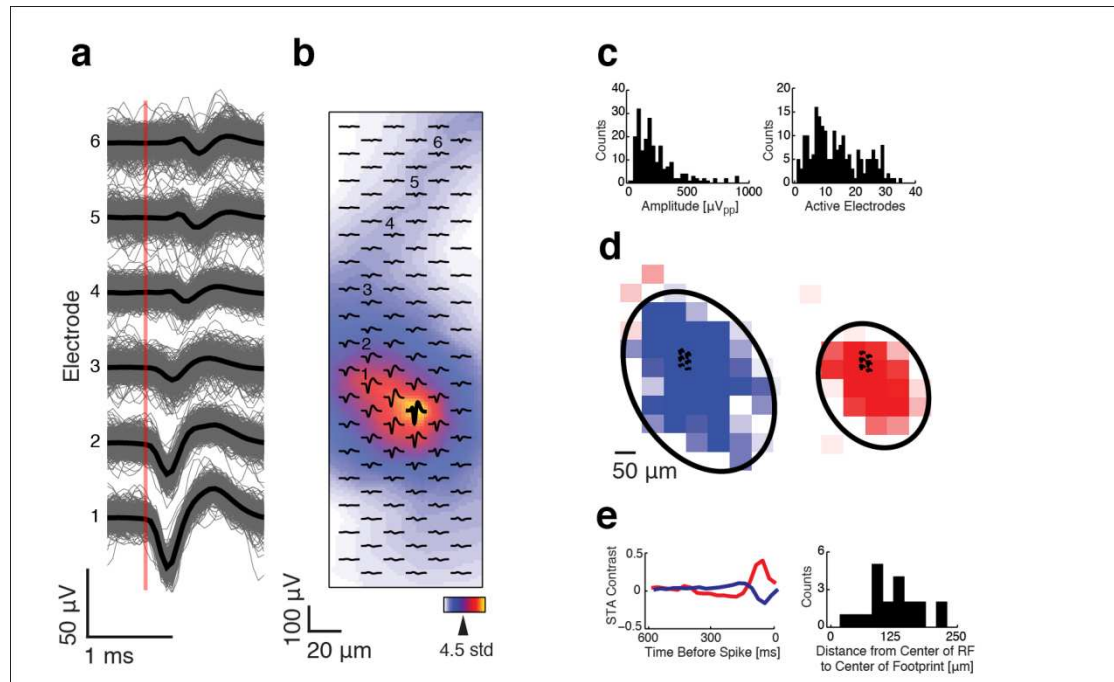 a
6
5
4
3
2
1
Electrode
50 µV
1 ms
b
6
5
4
3
2
1
100 µV
20 µm
4.5 std
c
40
30
20
10
0
Counts
0
500
1000
Amplitude [µVpp]
20
15
10
5
0
Counts
0
10
20
30
40
Active Electrodes
d
50 µm
e
0.5
0
−0.5
STA Contrast
600
300
0
Time Before Spike [ms]
6
3
0
Counts
0
125
250
Distance from Center of RF
to Center of Footprint [µm]